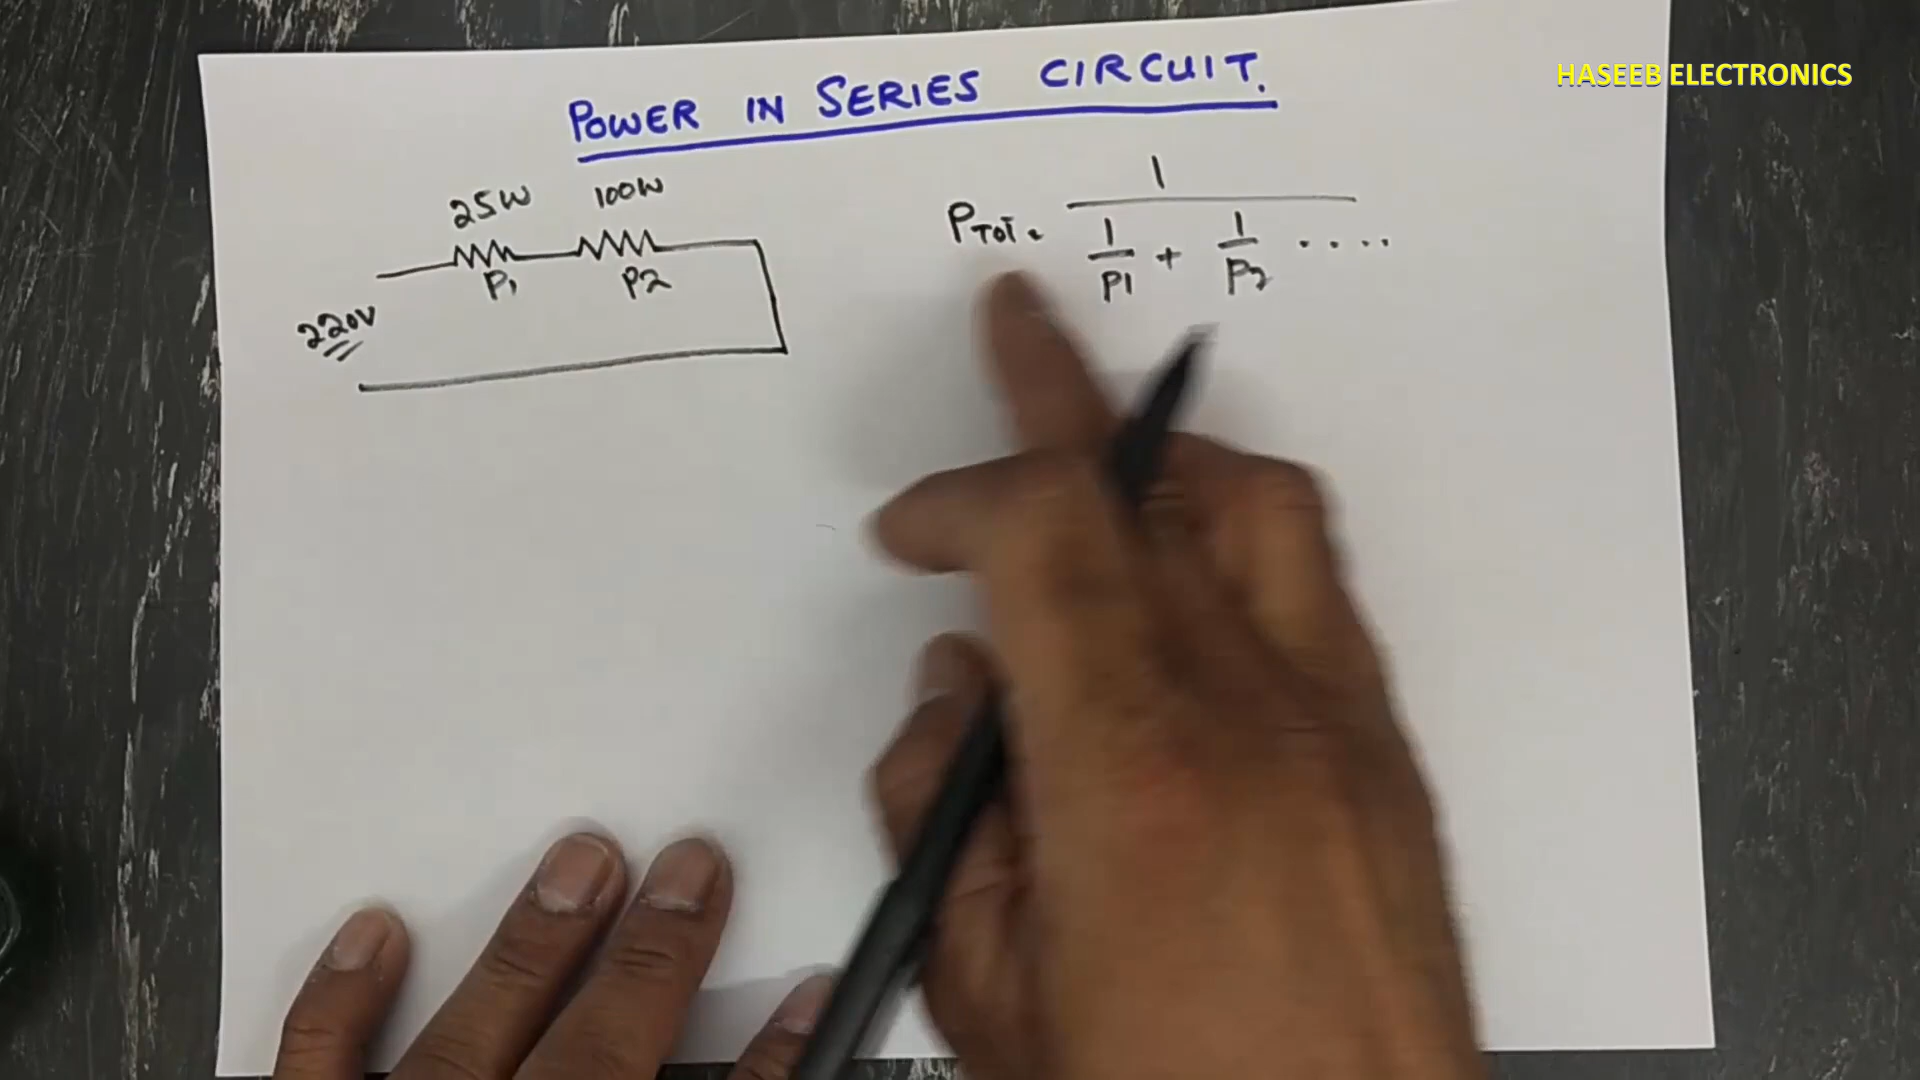 HASEEB ELECTRONICS
POWER IN SERIES CIRCUIT.
25W 100W
P1 P2
220V
PTOT = 1
1/P1 + 1/P2 ....